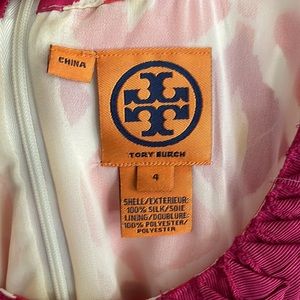 CHINA
TORY BURCH
4
SHELL/EXTERIEUR:
100% SILK/SOIE
LINING/DOUBLURE:
100% POLYESTER/
POLYESTER